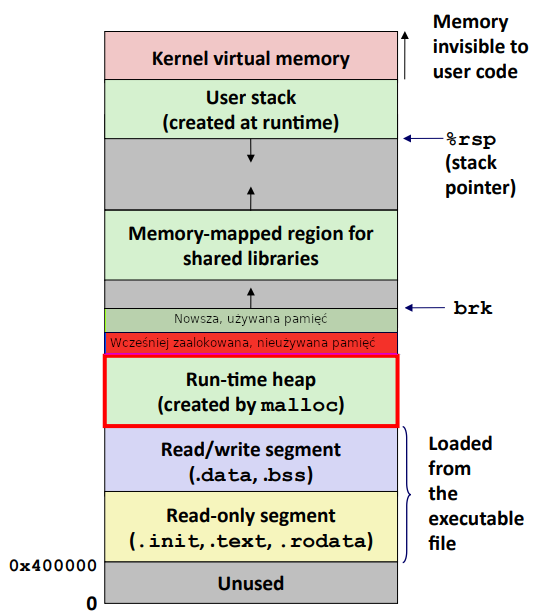 Memory
invisible to
user code
Kernel virtual memory
User stack
(created at runtime)
%rsp
(stack
pointer)
Memory-mapped region for
shared libraries
brk
Nowsza, używana pamięć
Wcześniej zaalokowana, nieużywana pamięć
Run-time heap
(created by malloc)
Read/write segment
(.data, .bss)
Read-only segment
(.init, .text, .rodata)
Loaded
from
the
executable
file
0x400000
Unused
0